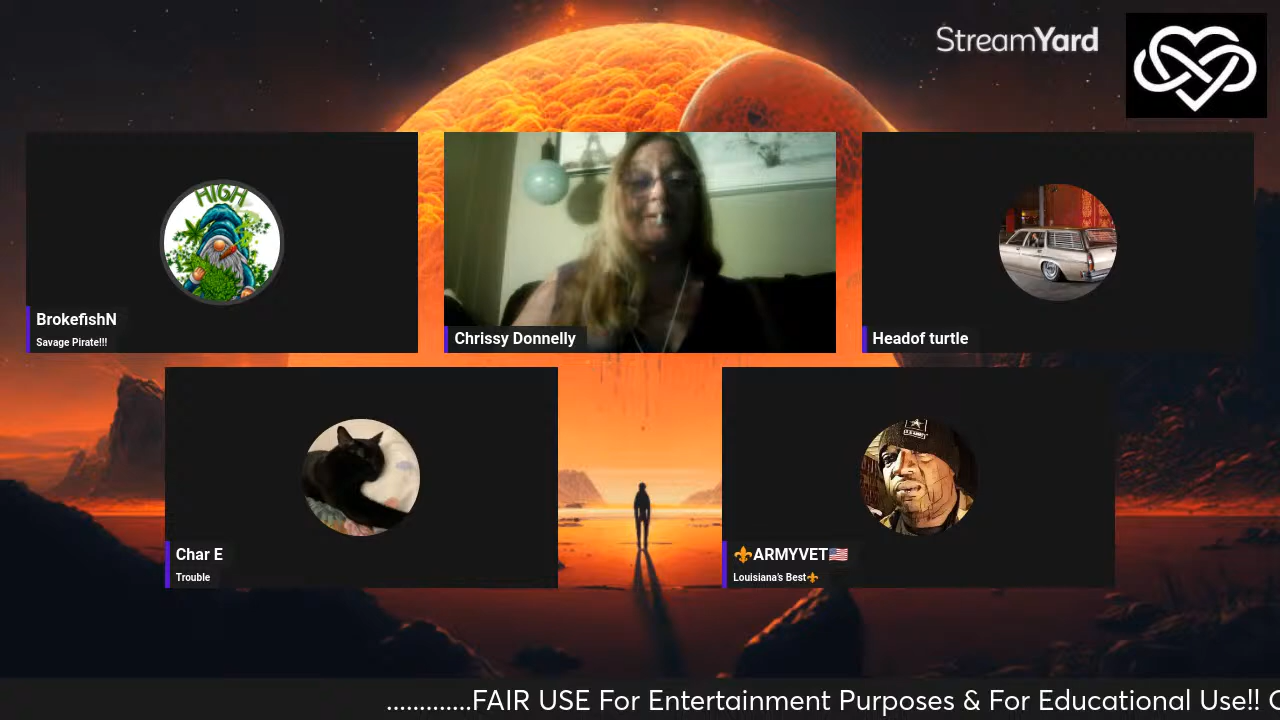 StreamYard
HIGH
BrokefishN
Savage Pirate!!!
Chrissy Donnelly
Headof turtle
Char E
Trouble
⚜️ARMYVET🇺🇸
Louisiana's Best⚜️
.............FAIR USE For Entertainment Purposes & For Educational Use!!